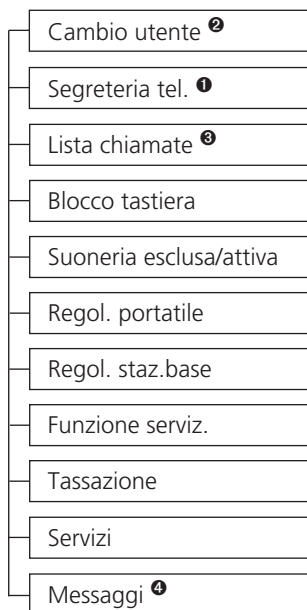 Cambio utente ❷
Segreteria tel. ❶
Lista chiamate ❸
Blocco tastiera
Suoneria esclusa/attiva
Regol. portatile
Regol. staz.base
Funzione serviz.
Tassazione
Servizi
Messaggi ❹